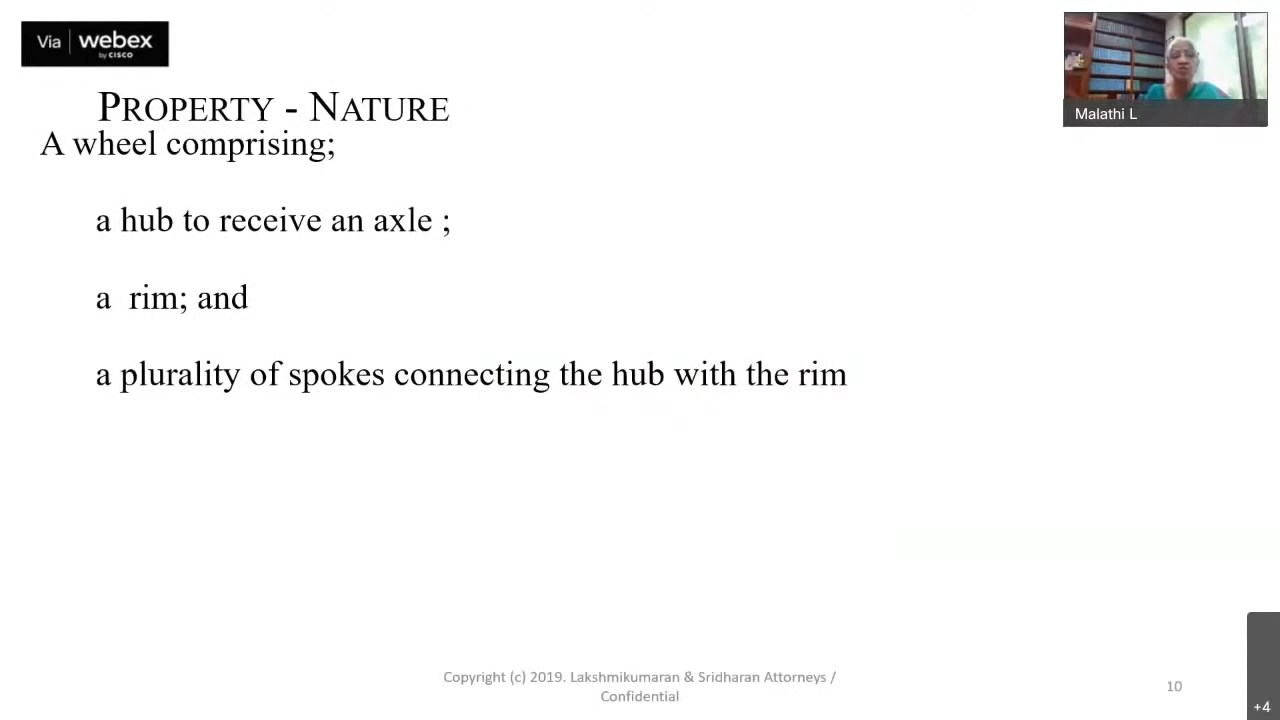 Via webex
by CISCO
Malathi L
PROPERTY - NATURE
A wheel comprising;
a hub to receive an axle ;
a rim; and
a plurality of spokes connecting the hub with the rim
Copyright (c) 2019. Lakshmikumaran & Sridharan Attorneys /
Confidential
10
+4